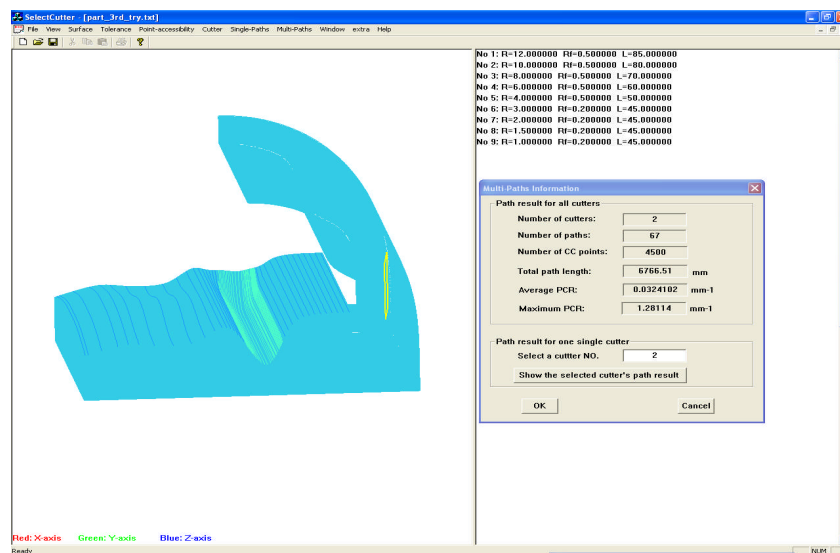 SelectCutter - [part_3rd_try.txt]
File View Surface Tolerance Point-accessibility Cutter Single-Paths Multi-Paths Window extra Help
No 1: R=12.000000 Rf=0.500000 L=85.000000
No 2: R=10.000000 Rf=0.500000 L=80.000000
No 3: R=8.000000 Rf=0.500000 L=70.000000
No 4: R=6.000000 Rf=0.500000 L=60.000000
No 5: R=4.000000 Rf=0.500000 L=50.000000
No 6: R=3.000000 Rf=0.200000 L=45.000000
No 7: R=2.000000 Rf=0.200000 L=45.000000
No 8: R=1.500000 Rf=0.200000 L=45.000000
No 9: R=1.000000 Rf=0.200000 L=45.000000
Multi-Paths Information
Path result for all cutters
Number of cutters: 2
Number of paths: 67
Number of CC points: 4500
Total path length: 6766.51 mm
Average PCR: 0.0324102 mm-1
Maximum PCR: 1.28114 mm-1
Path result for one single cutter
Select a cuttter NO. 2
Show the selected cutter's path result
OK Cancel
Red: X-axis Green: Y-axis Blue: Z-axis
Ready NUM